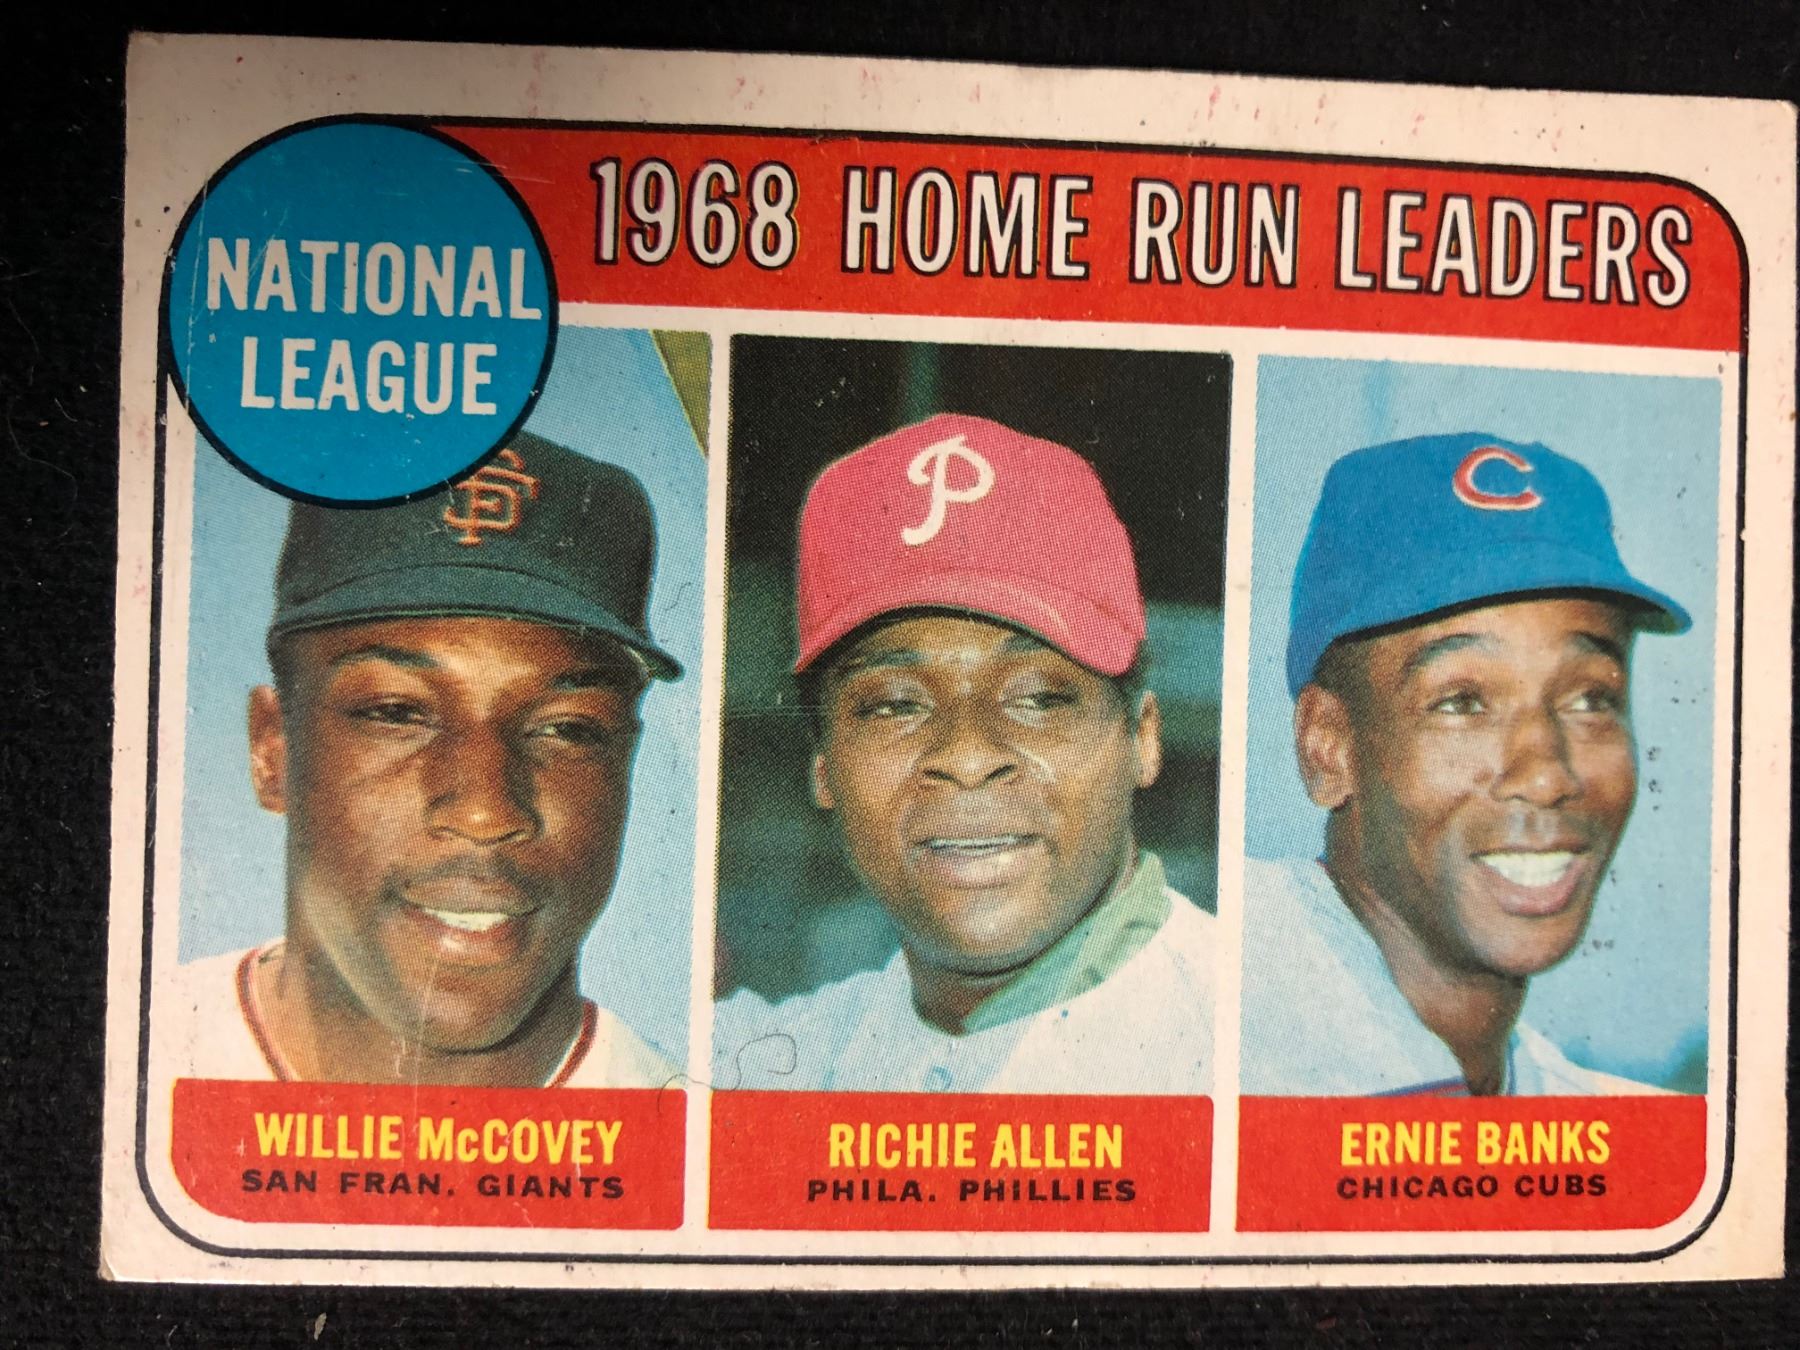 NATIONAL
LEAGUE
1968 HOME RUN LEADERS
SF
P
C
WILLIE McCOVEY
SAN FRAN. GIANTS
RICHIE ALLEN
PHILA. PHILLIES
ERNIE BANKS
CHICAGO CUBS